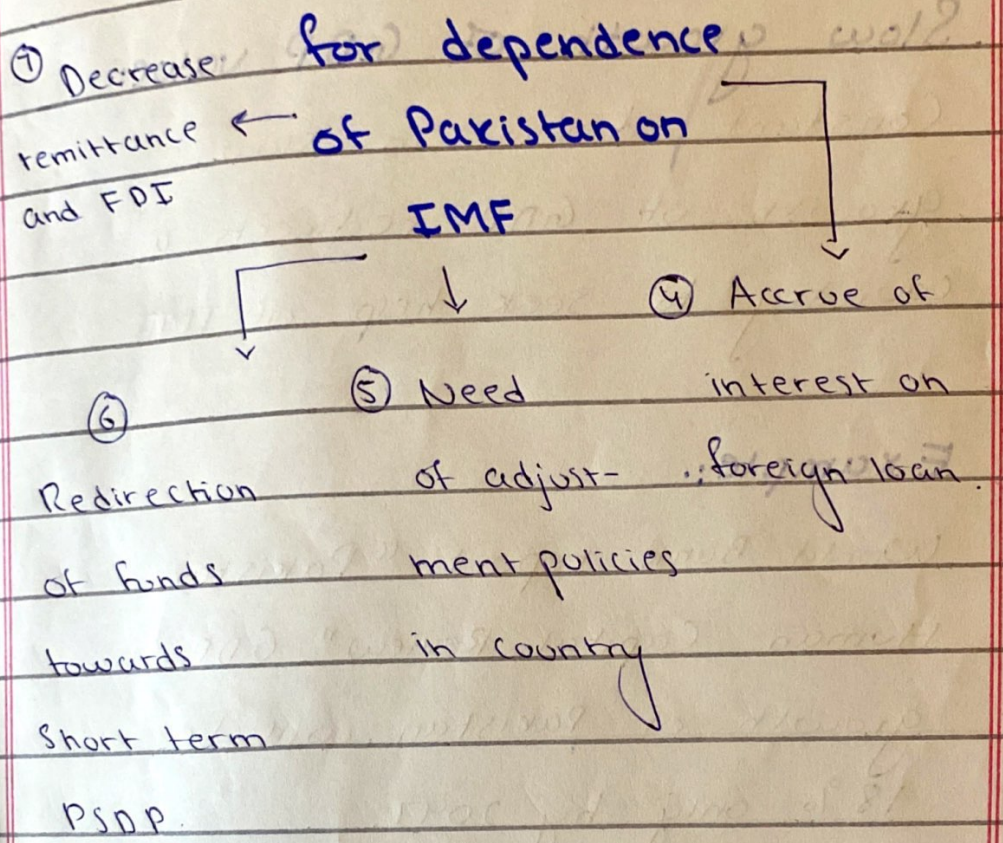 for dependence
of Pakistan on
IMF
④ Accrue of
interest on
foreign loan.
⑤ Need
of adjust-
ment policies
in country
⑥
Redirection
of funds
towards
Short term
PSDP.
⑦ Decrease
remittance
and FDI